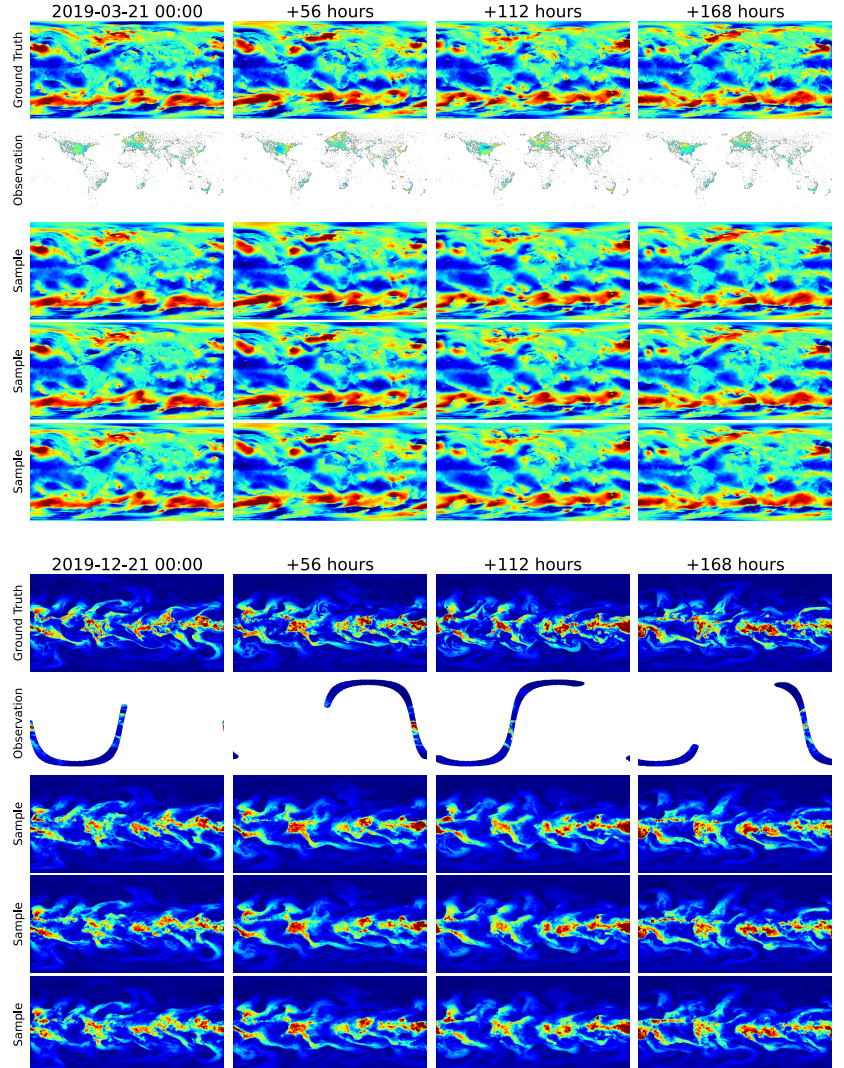 2019-03-21 00:00 +56 hours +112 hours +168 hours
Ground Truth
Observation
Sample
Sample
Sample
2019-12-21 00:00 +56 hours +112 hours +168 hours
Ground Truth
Observation
Sample
Sample
Sample